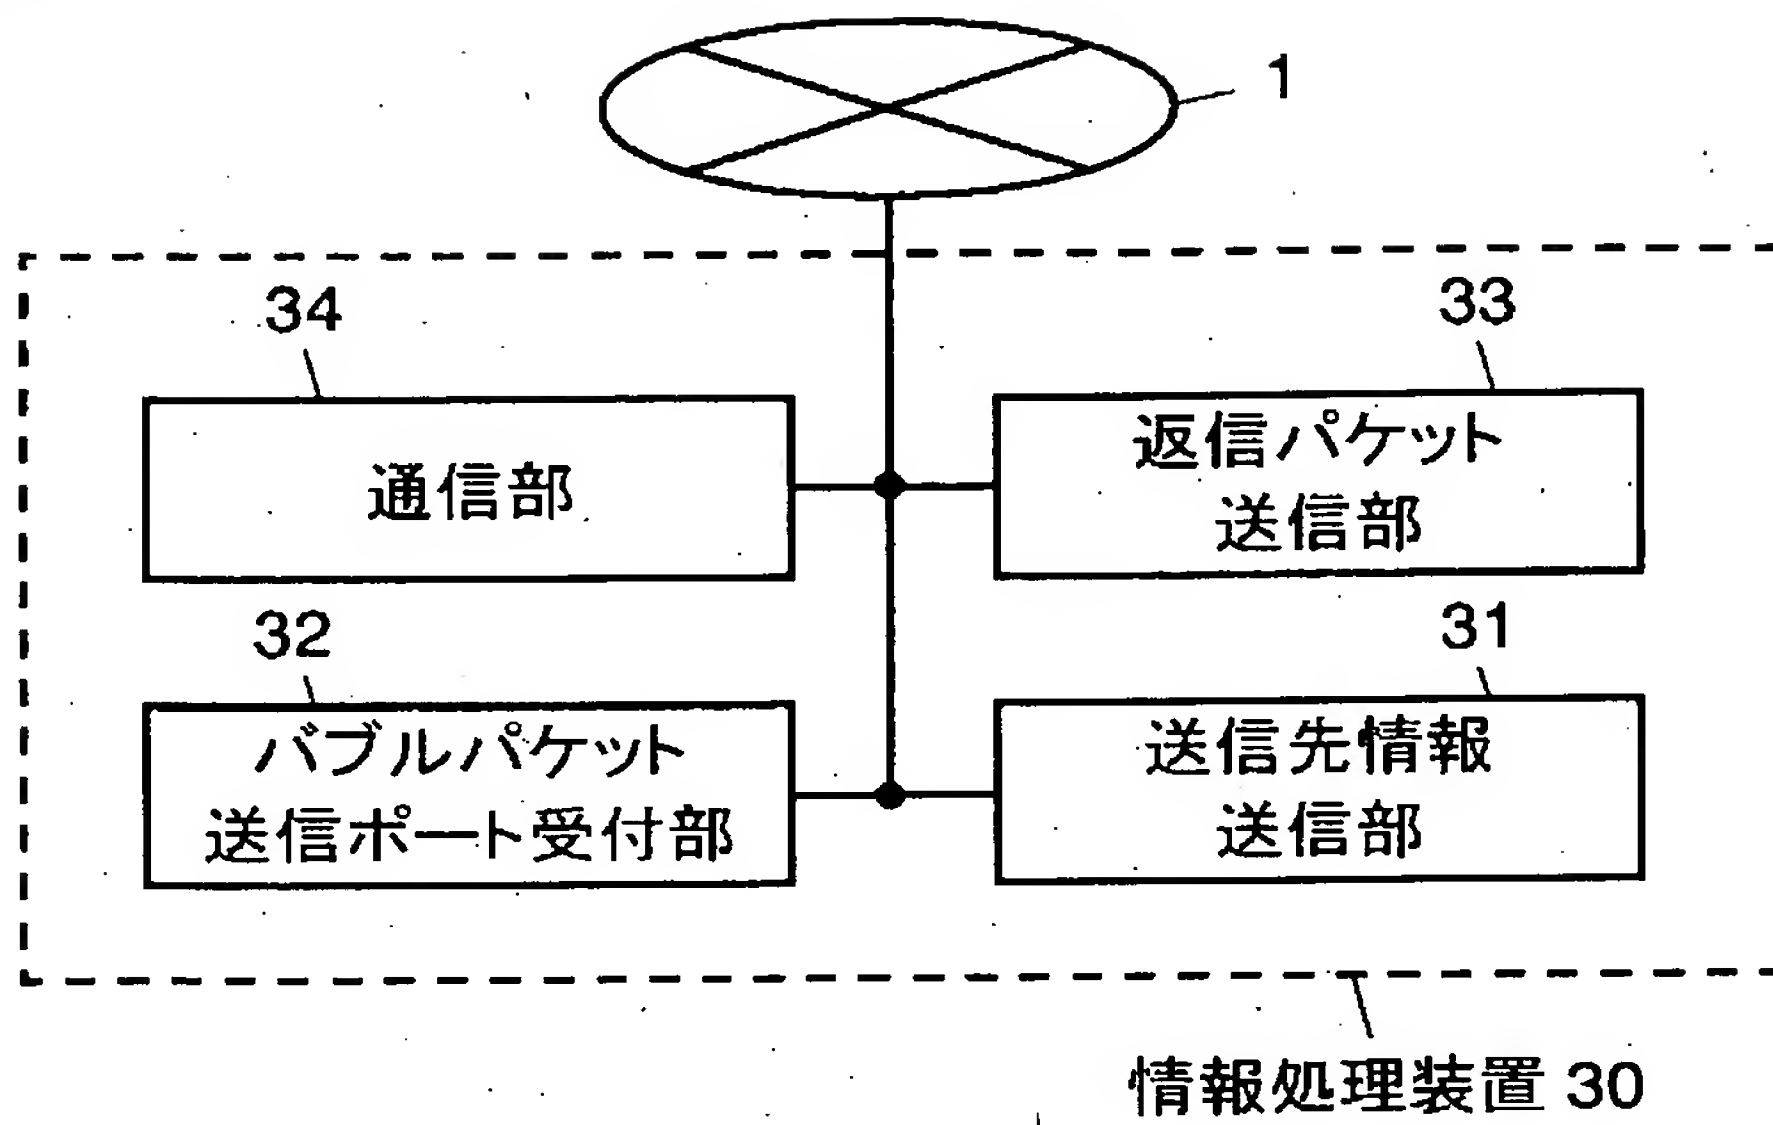 1
34
33
通信部
返信パケット
送信部
32
31
バブルパケット
送信ポート受付部
送信先情報
送信部
情報処理装置 30